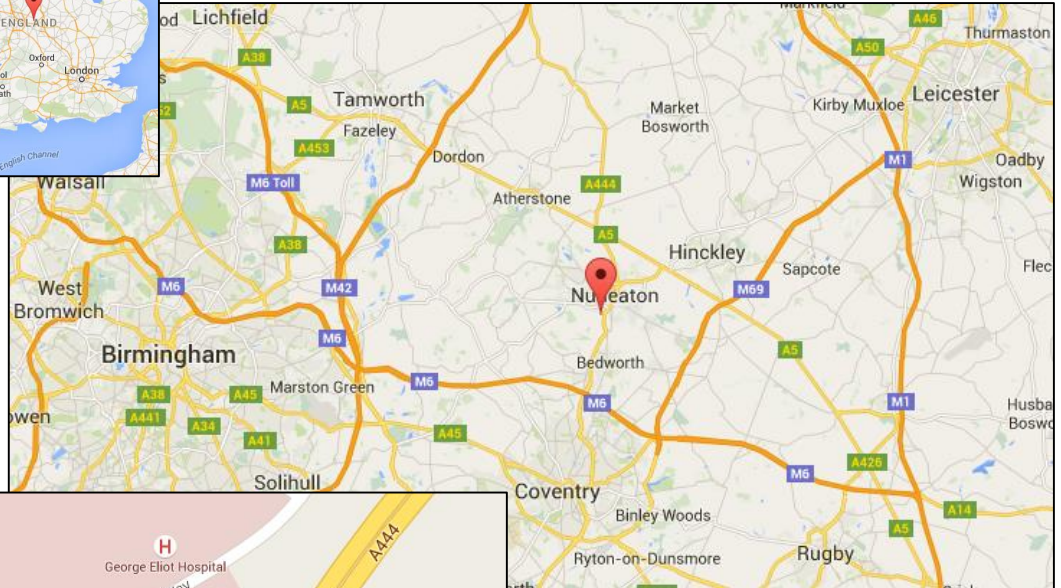 ENGLAND
Oxford
London
English Channel
Lichfield
A38
A46
Thurmaston
A50
A5
Tamworth
Fazeley
Market
Bosworth
Kirby Muxloe
Leicester
A453
Dordon
M1
Oadby
Wigston
Walsall
M6 Toll
A444
Atherstone
A5
A38
Hinckley
Sapcote
West
Bromwich
M6
M42
Nuneaton
M69
M6
Birmingham
A5
Bedworth
Marston Green
M6
A38
A45
M6
M1
A441
A34
A41
A45
A426
M6
Solihull
Coventry
A14
Binley Woods
A5
A444
H
George Eliot Hospital
Ryton-on-Dunsmore
Rugby